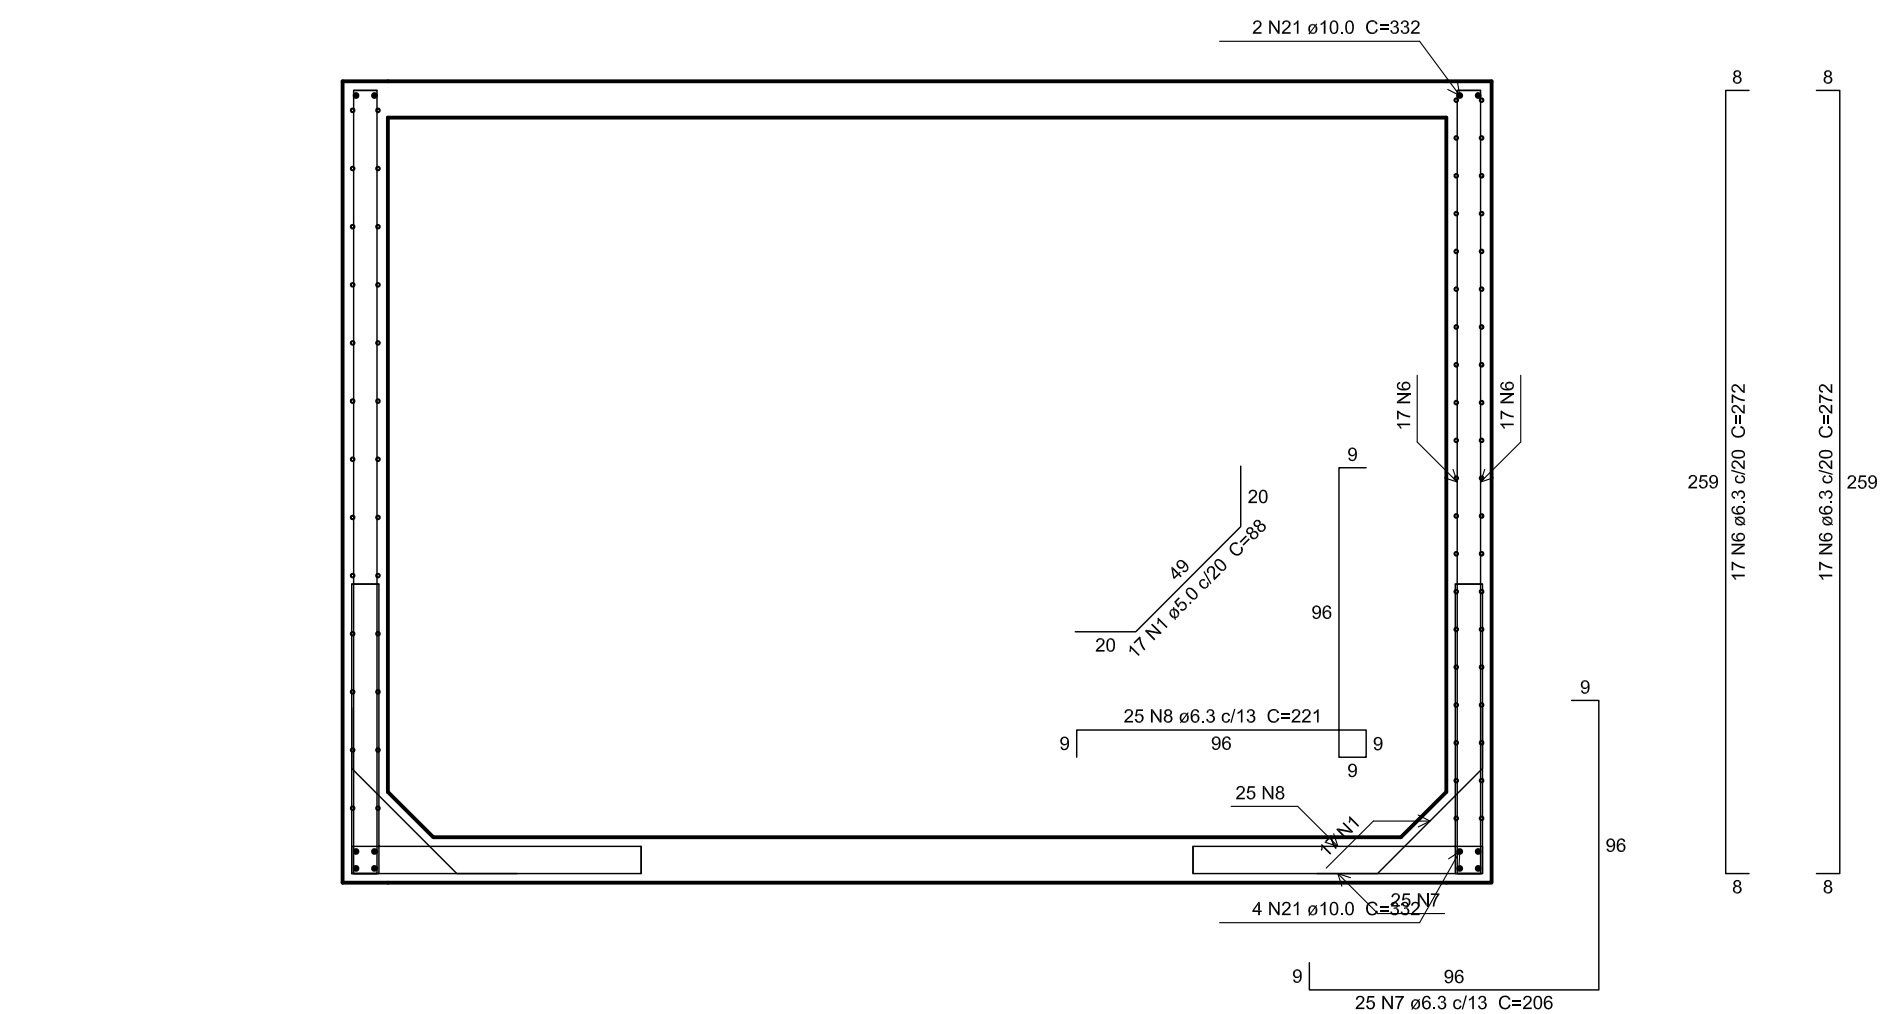 2 N21 ø10.0 C=332
8
8
17 N6
17 N6
17 N6 ø6.3 c/20 C=272
17 N6 ø6.3 c/20 C=272
259
259
9
20
49
17 N1 ø5.0 c/20 C=88
20
96
9
25 N8 ø6.3 c/13 C=221
9
96
9
9
25 N8
17 N1
96
8
8
25 N7
4 N21 ø10.0 C=332
9
96
25 N7 ø6.3 c/13 C=206